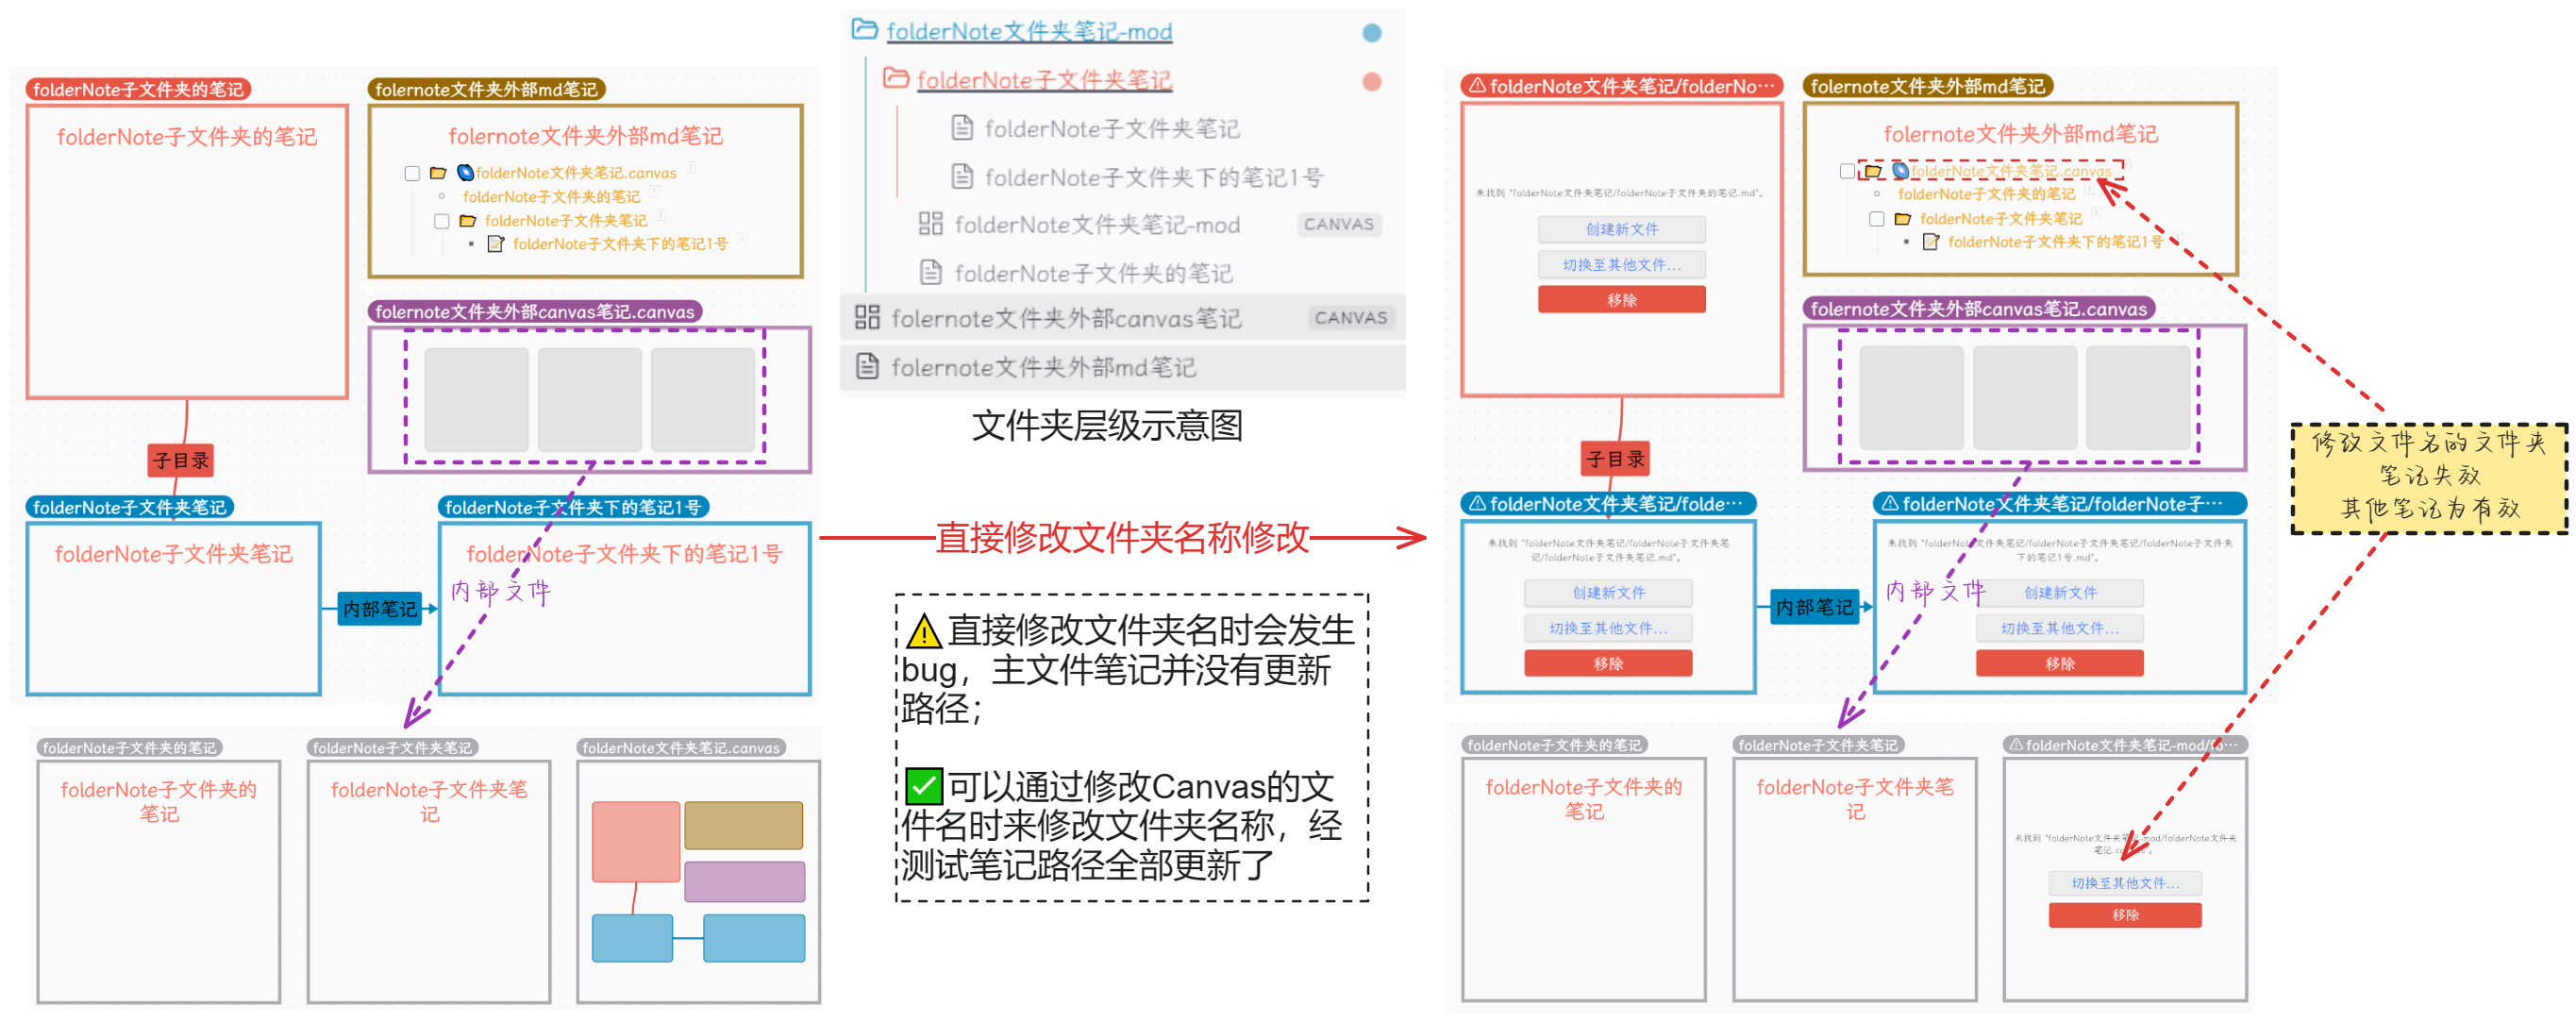 folderNote文件夹笔记-mod
folderNote子文件夹笔记
folderNote子文件夹笔记
folderNote子文件夹下的笔记1号
folderNote文件夹笔记-mod
CANVAS
folderNote子文件夹的笔记
folernote文件夹外部canvas笔记
CANVAS
folernote文件夹外部md笔记
文件夹层级示意图
folderNote子文件夹的笔记
folderNote子文件夹的笔记
folernote文件夹外部md笔记
folernote文件夹外部md笔记
folderNote文件夹笔记.canvas
1
folderNote子文件夹的笔记
1
folderNote子文件夹笔记
1
folderNote子文件夹下的笔记1号
1
folernote文件夹外部canvas笔记.canvas
子目录
folderNote子文件夹笔记
folderNote子文件夹笔记
内部笔记
folderNote子文件夹下的笔记1号
folderNote子文件夹下的笔记1号
内部文件
folderNote子文件夹的笔记
folderNote子文件夹的
笔记
folderNote子文件夹笔记
folderNote子文件夹笔
记
folderNote文件夹笔记.canvas
直接修改文件夹名称修改
⚠️直接修改文件夹名时会发生
bug，主文件笔记并没有更新
路径；
✅可以通过修改Canvas的文
件名时来修改文件夹名称，经
测试笔记路径全部更新了
folderNote文件夹笔记/folderNo…
未找到 "folderNote文件夹笔记/folderNote子文件夹的笔记.md"。
创建新文件
切换至其他文件...
移除
folernote文件夹外部md笔记
folernote文件夹外部md笔记
folderNote文件夹笔记.canvas
folderNote子文件夹的笔记
1
folderNote子文件夹笔记
1
folderNote子文件夹下的笔记1号
folernote文件夹外部canvas笔记.canvas
子目录
folderNote文件夹笔记/folde…
未找到 "folderNote文件夹笔记/folderNote子文件夹笔
记/folderNote子文件夹笔记.md"。
创建新文件
切换至其他文件...
移除
内部笔记
folderNote文件夹笔记/folderNote子…
未找到 "folderNote文件夹笔记/folderNote子文件夹笔记/folderNote子文件夹
下的笔记1号.md"。
内部文件
创建新文件
切换至其他文件...
移除
folderNote子文件夹的笔记
folderNote子文件夹的
笔记
folderNote子文件夹笔记
folderNote子文件夹笔
记
folderNote文件夹笔记-mod/fo…
未找到 "folderNote文件夹笔记-mod/folderNote文件夹
笔记.canvas"。
切换至其他文件...
移除
修改文件名的文件夹
笔记失效
其他笔记为有效